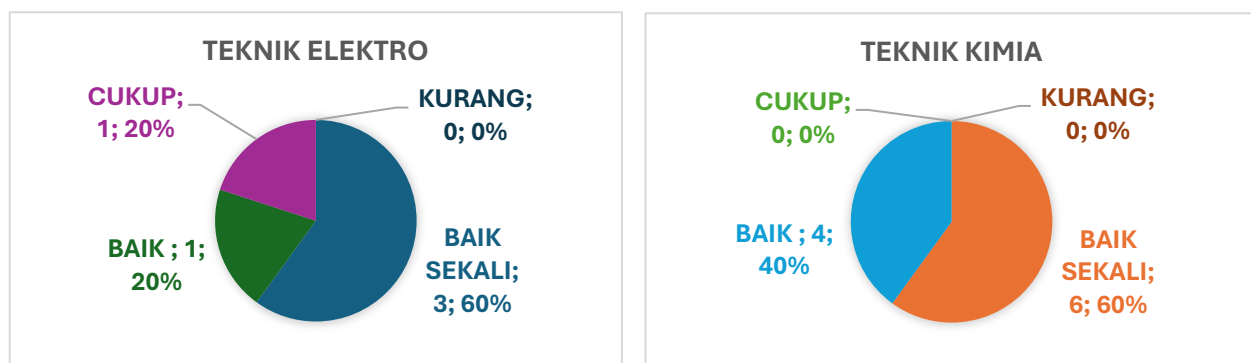 TEKNIK ELEKTRO
CUKUP;
1; 20%
KURANG;
0; 0%
BAIK ; 1;
20%
BAIK
SEKALI;
3; 60%
TEKNIK KIMIA
CUKUP;
0; 0%
KURANG;
0; 0%
BAIK ; 4;
40%
BAIK
SEKALI;
6; 60%